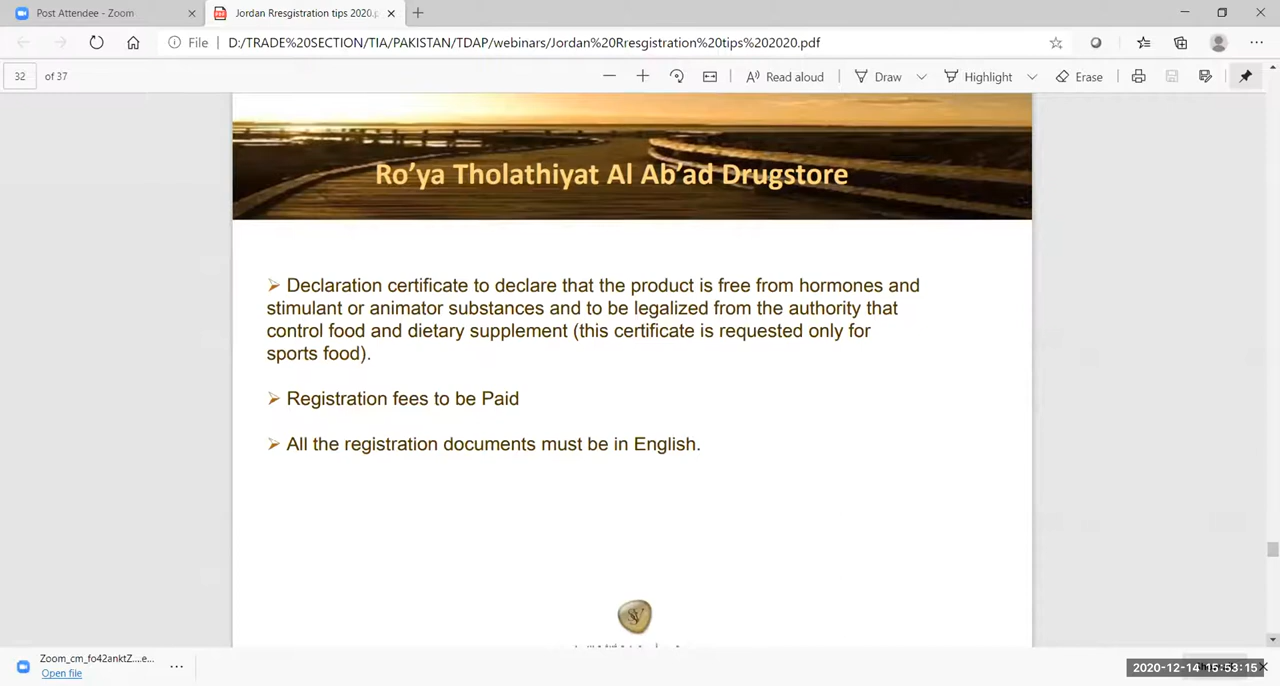 Post Attendee - Zoom
Jordan Rresgistration tips 2020.p
File
D:/TRADE%20SECTION/TIA/PAKISTAN/TDAP/webinars/Jordan%20Rresgistration%20tips%202020.pdf
32 of 37
Read aloud
Draw
Highlight
Erase
Ro’ya Tholathiyat Al Ab’ad Drugstore
➢ Declaration certificate to declare that the product is free from hormones and
stimulant or animator substances and to be legalized from the authority that
control food and dietary supplement (this certificate is requested only for
sports food).
➢ Registration fees to be Paid
➢ All the registration documents must be in English.
Zoom_cm_fo42anktZ....e...
Open file
2020-12-14 15:53:15